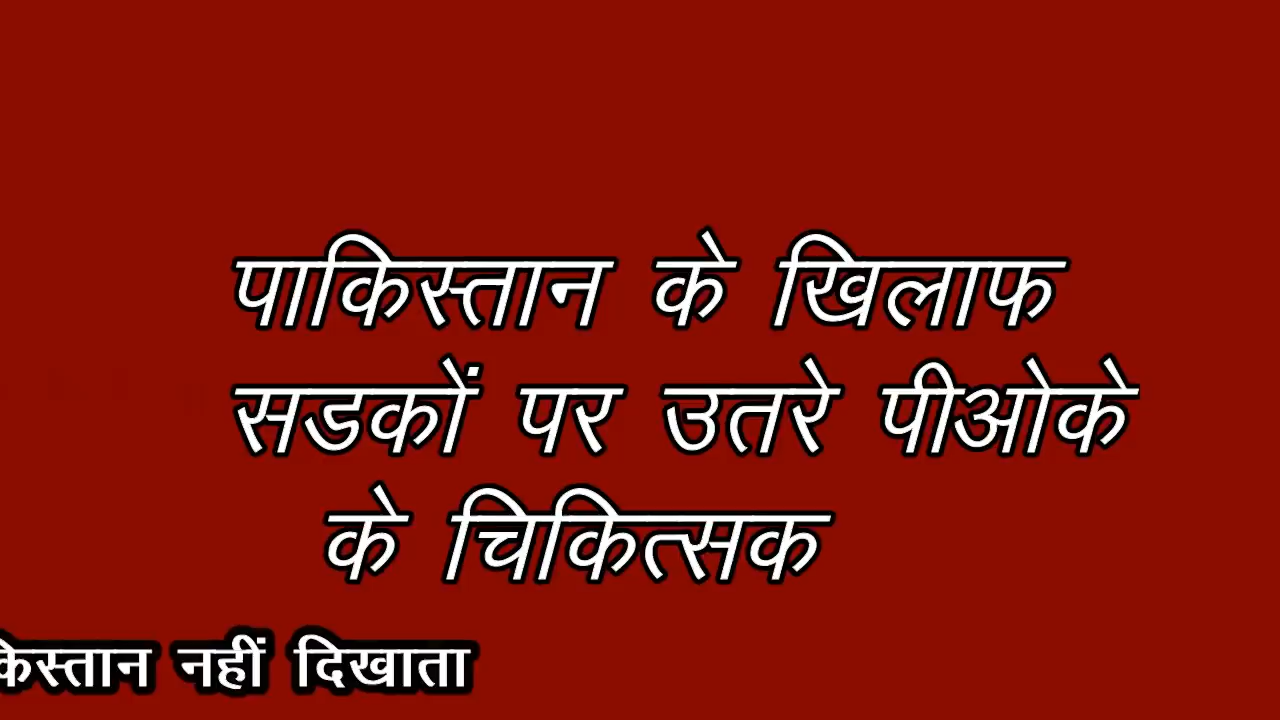 पाकिस्तान के खिलाफ
सडकों पर उतरे पीओके
के चिकित्सक
नहीं दिखाता